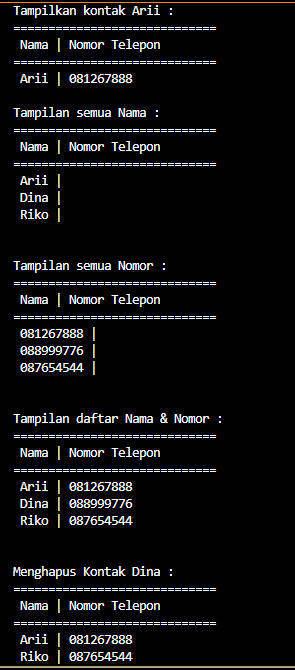 Tampilkan kontak Arii :
=============================
Nama | Nomor Telepon
=============================
Arii | 081267888
Tampilan semua Nama :
=============================
Nama | Nomor Telepon
=============================
Arii |
Dina |
Riko |
Tampilan semua Nomor :
=============================
Nama | Nomor Telepon
=============================
081267888 |
088999776 |
087654544 |
Tampilan daftar Nama & Nomor :
=============================
Nama | Nomor Telepon
=============================
Arii | 081267888
Dina | 088999776
Riko | 087654544
Menghapus Kontak Dina :
=============================
Nama | Nomor Telepon
=============================
Arii | 081267888
Riko | 087654544